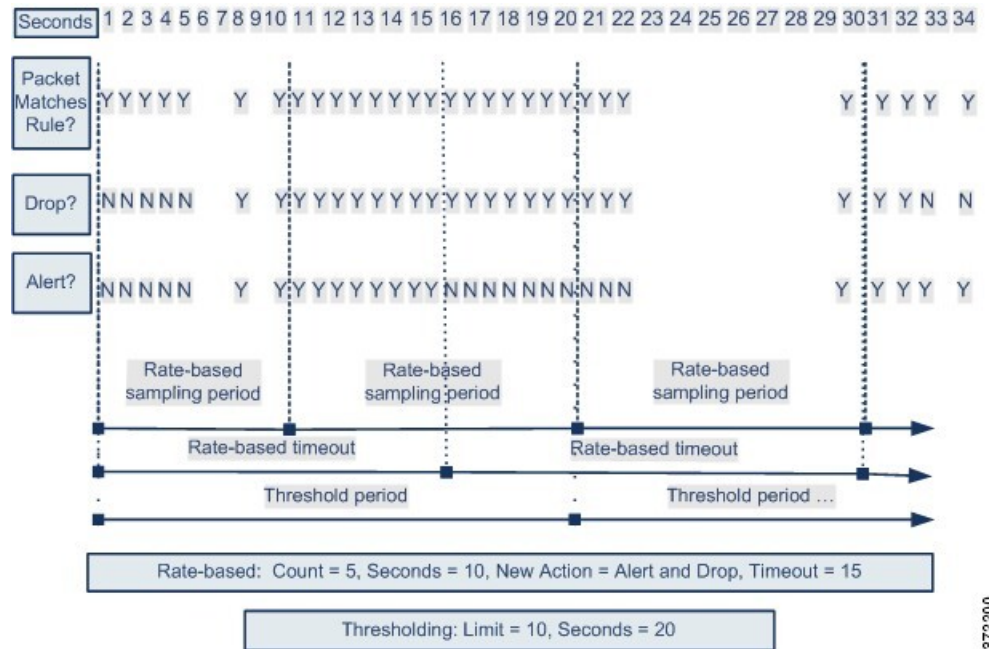 Seconds 1 2 3 4 5 6 7 8 9 10 11 12 13 14 15 16 17 18 19 20 21 22 23 24 25 26 27 28 29 30 31 32 33 34
Packet
Matches
Rule?
Y Y Y Y Y Y Y Y Y Y Y Y Y Y Y Y Y Y Y Y Y Y Y Y Y
Drop?
N N N N N Y Y Y Y Y Y Y Y Y Y Y Y Y Y Y Y Y Y N N
Alert?
N N N N N Y Y Y Y Y Y Y Y N N N N N N N N Y Y Y Y
Rate-based
sampling period
Rate-based
sampling period
Rate-based
sampling period
Rate-based timeout
Rate-based timeout
Threshold period
Threshold period ...
Rate-based: Count = 5, Seconds = 10, New Action = Alert and Drop, Timeout = 15
Thresholding: Limit = 10, Seconds = 20